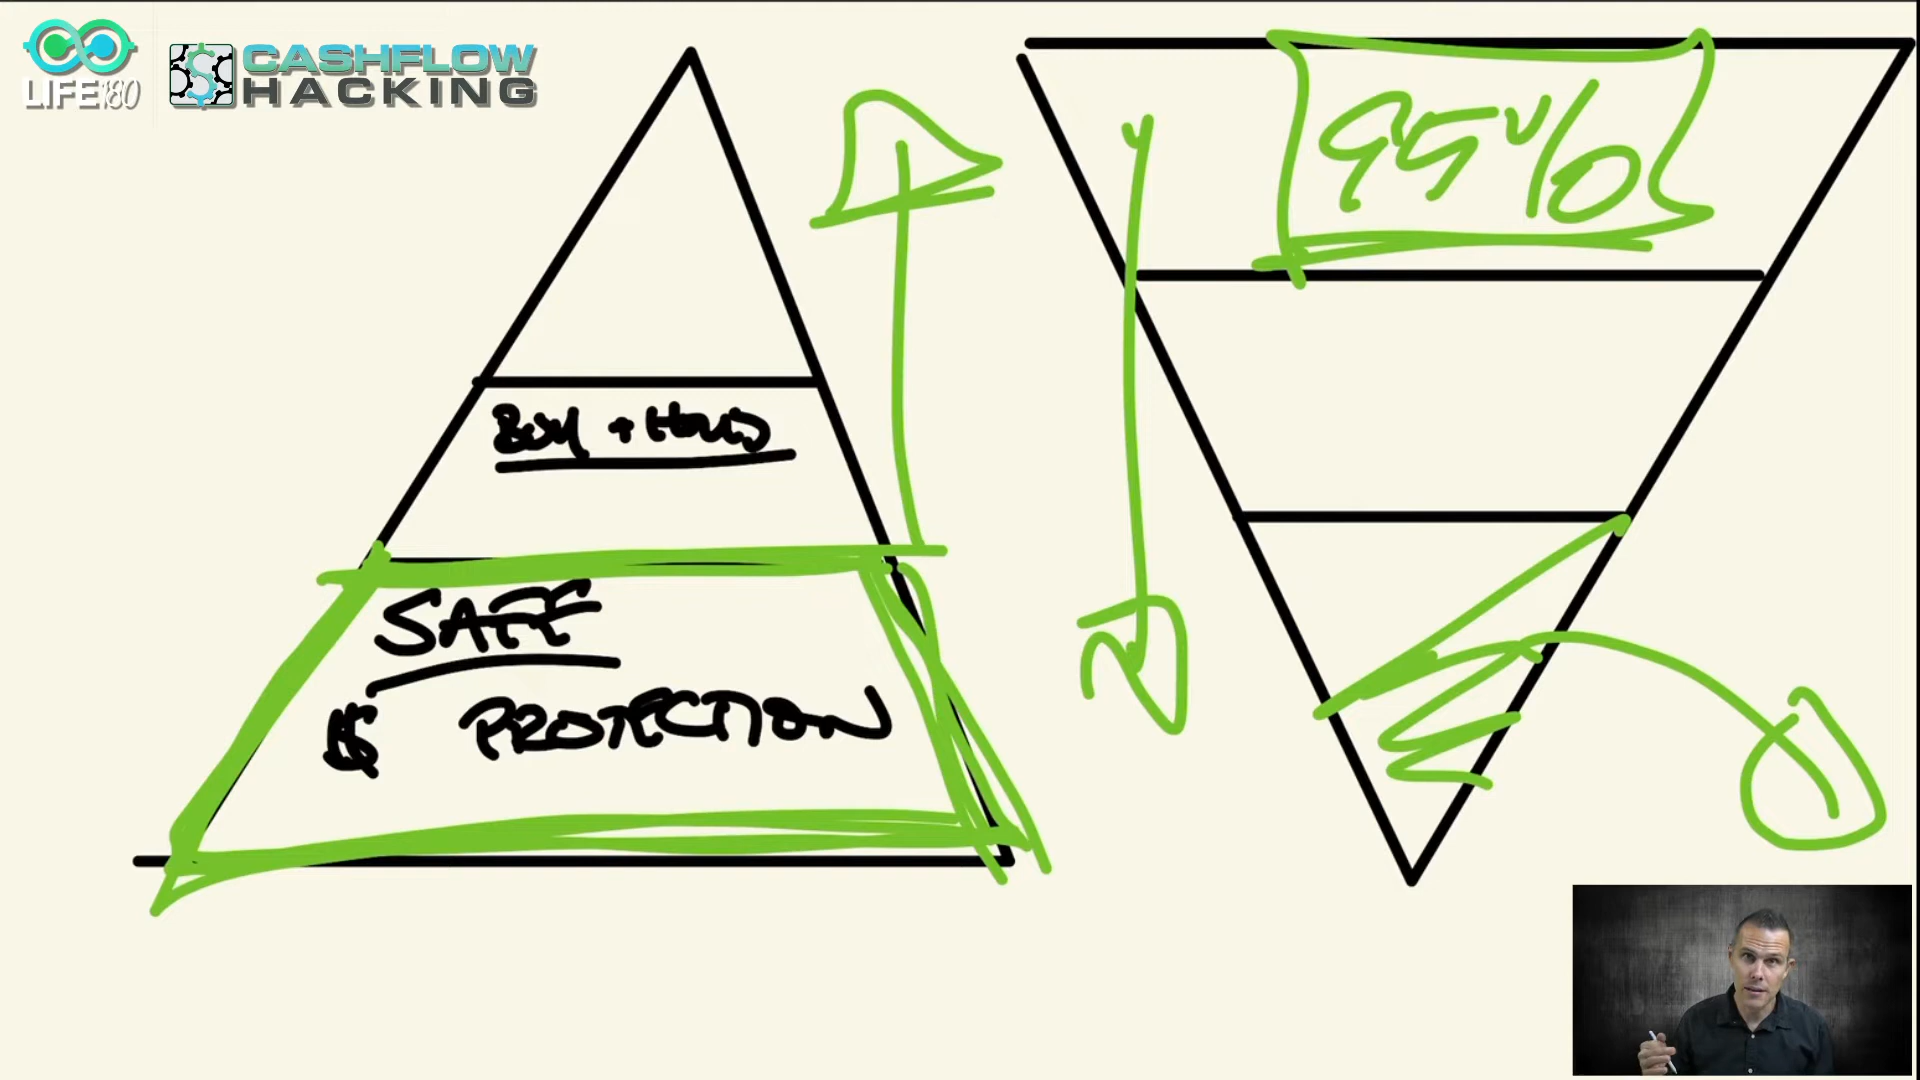 LIFE180
CASHFLOW
HACKING
95%
BUY + HOLD
SAFE
$ PROTECTION